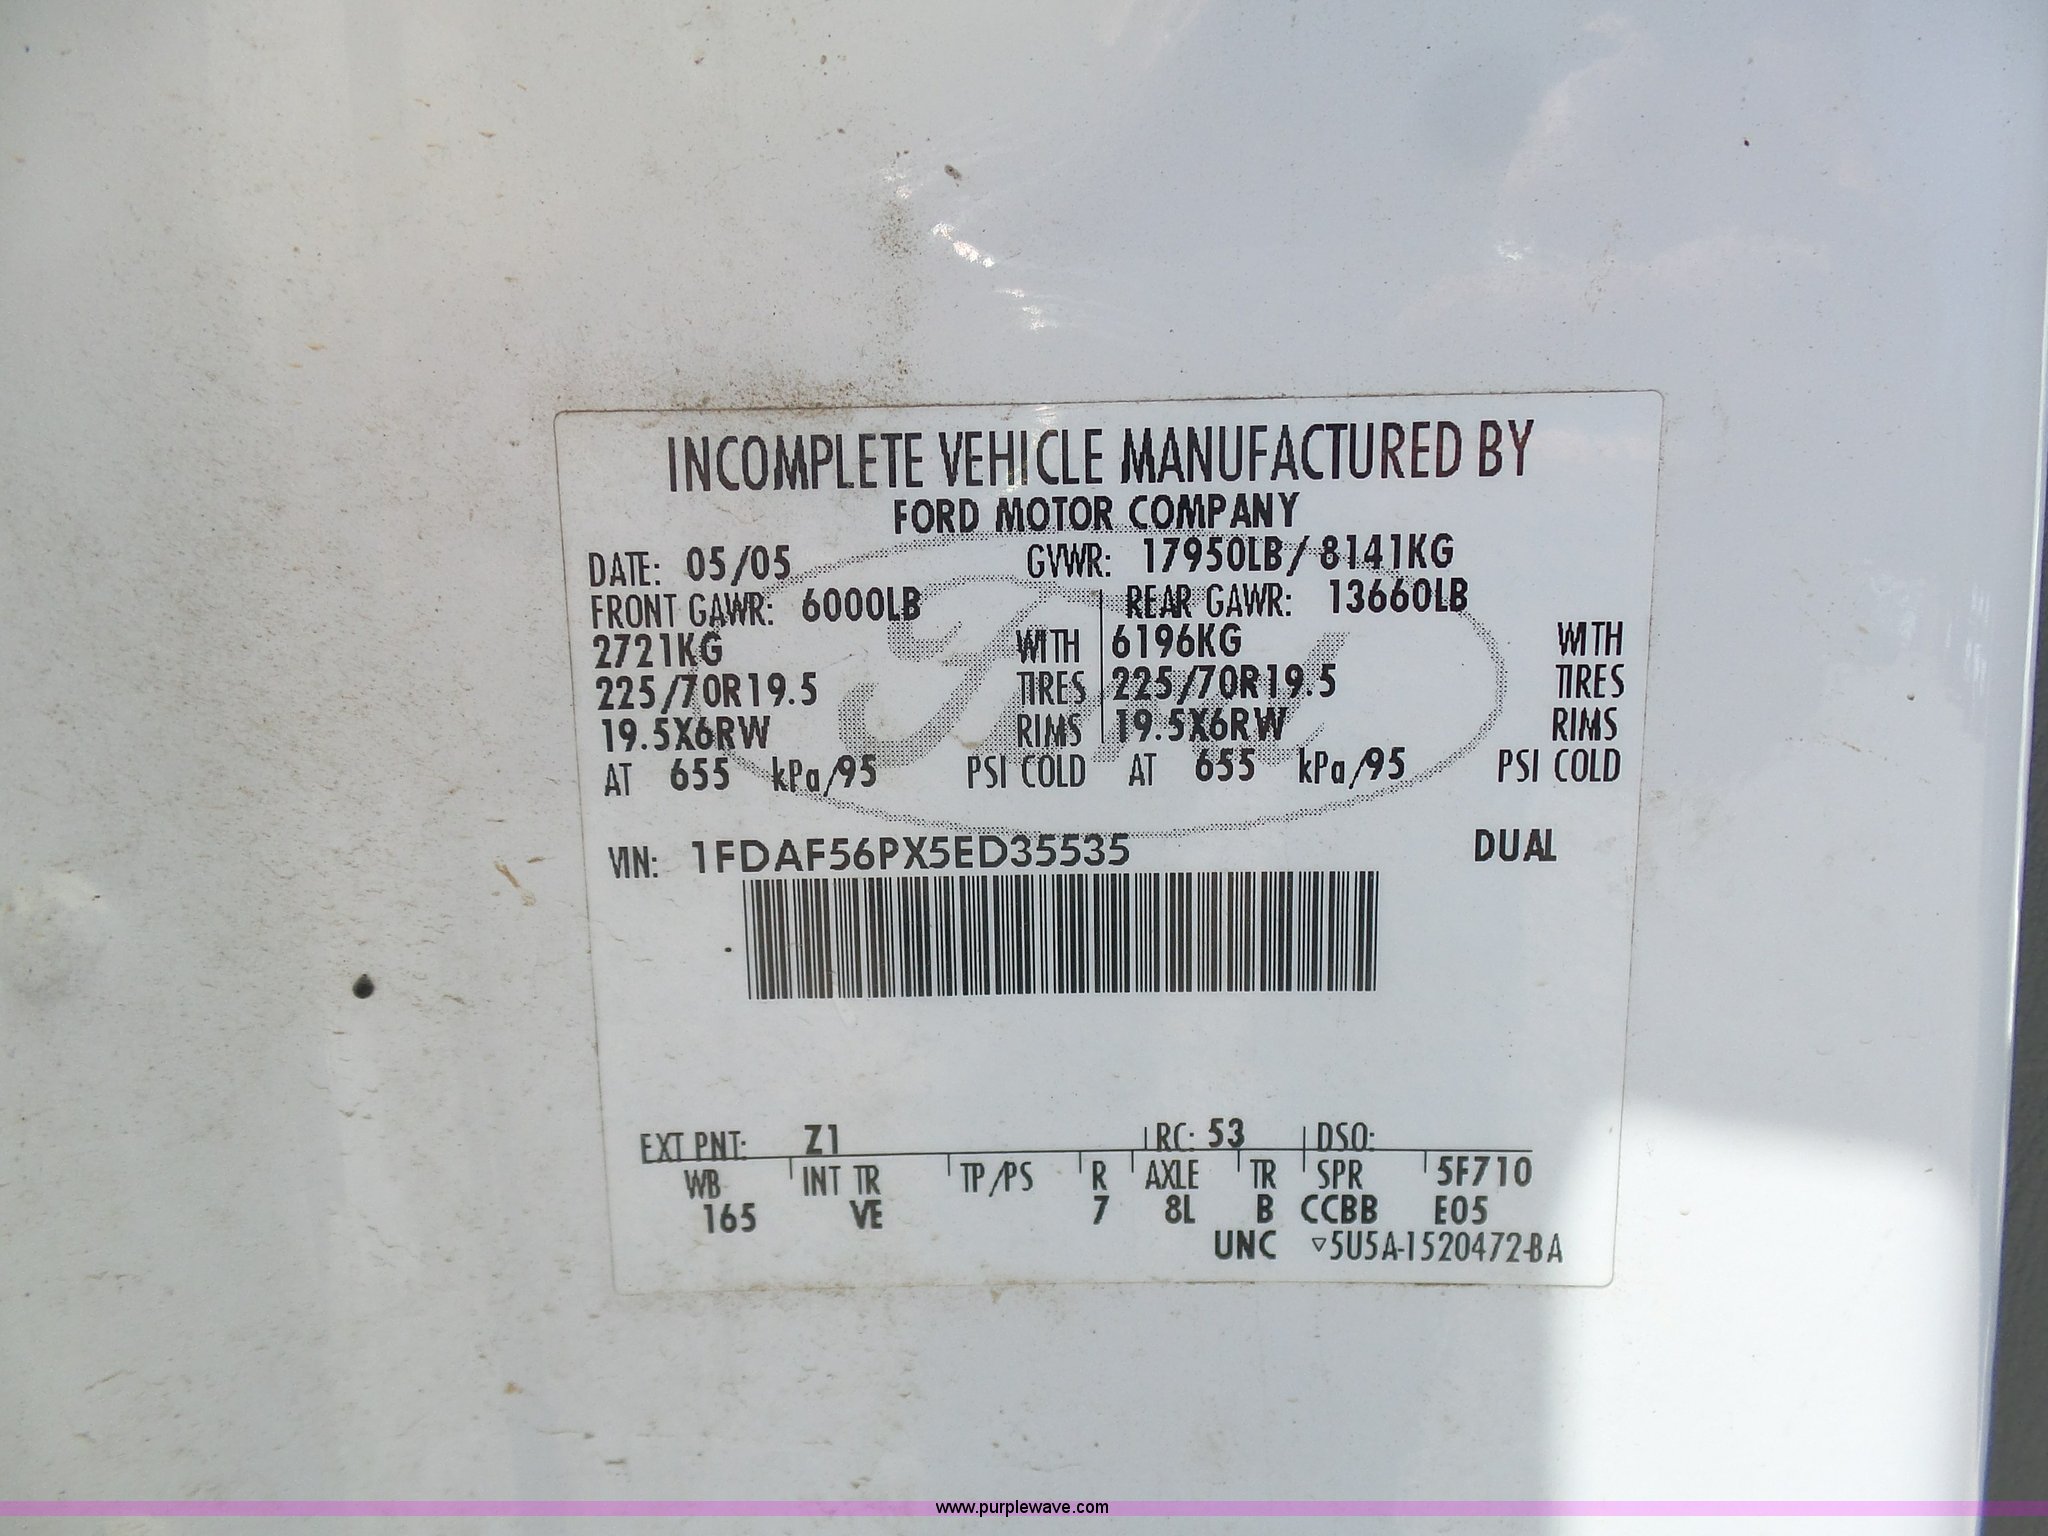 INCOMPLETE VEHICLE MANUFACTURED BY
FORD MOTOR COMPANY
DATE: 05/05 GVWR: 17950LB / 8141KG
FRONT GAWR: 6000LB REAR GAWR: 13660LB
2721KG WITH 6196KG WITH
225/70R19.5 TIRES 225/70R19.5 TIRES
19.5X6RW RIMS 19.5X6RW RIMS
AT 655 kPa/95 PSI COLD AT 655 kPa/95 PSI COLD
Ford
VIN: 1FDAF56PX5ED35535 DUAL
EXT PNT: Z1 RC: 53 DSO:
WB INT TR TP/PS R AXLE TR SPR 5F710
165 VE 7 8L B CCBB E05
UNC ▽5U5A-1520472-BA
www.purplewave.com